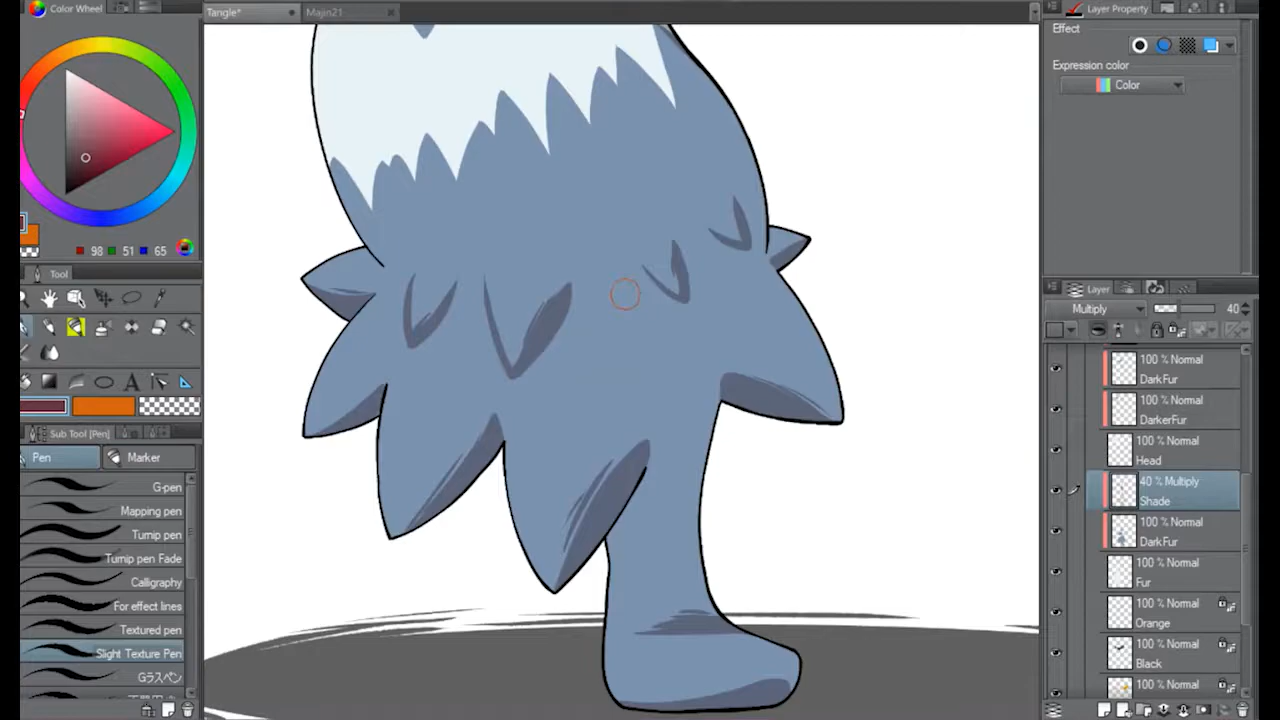 Color Wheel
98 51 65
Tool
Sub Tool [Pen]
Pen
Marker
G-pen
Mapping pen
Turnip pen
Turnip pen Fade
Calligraphy
For effect lines
Textured pen
Slight Texture Pen
Gラスペン
Tangle*
Majin21
Layer Property
Effect
Expression color
Color
Layer
Multiply 40
100 % Normal
DarkFur
100 % Normal
DarkerFur
100 % Normal
Head
40 % Multiply
Shade
100 % Normal
DarkFur
100 % Normal
Fur
100 % Normal
Orange
100 % Normal
Black
100 % Normal